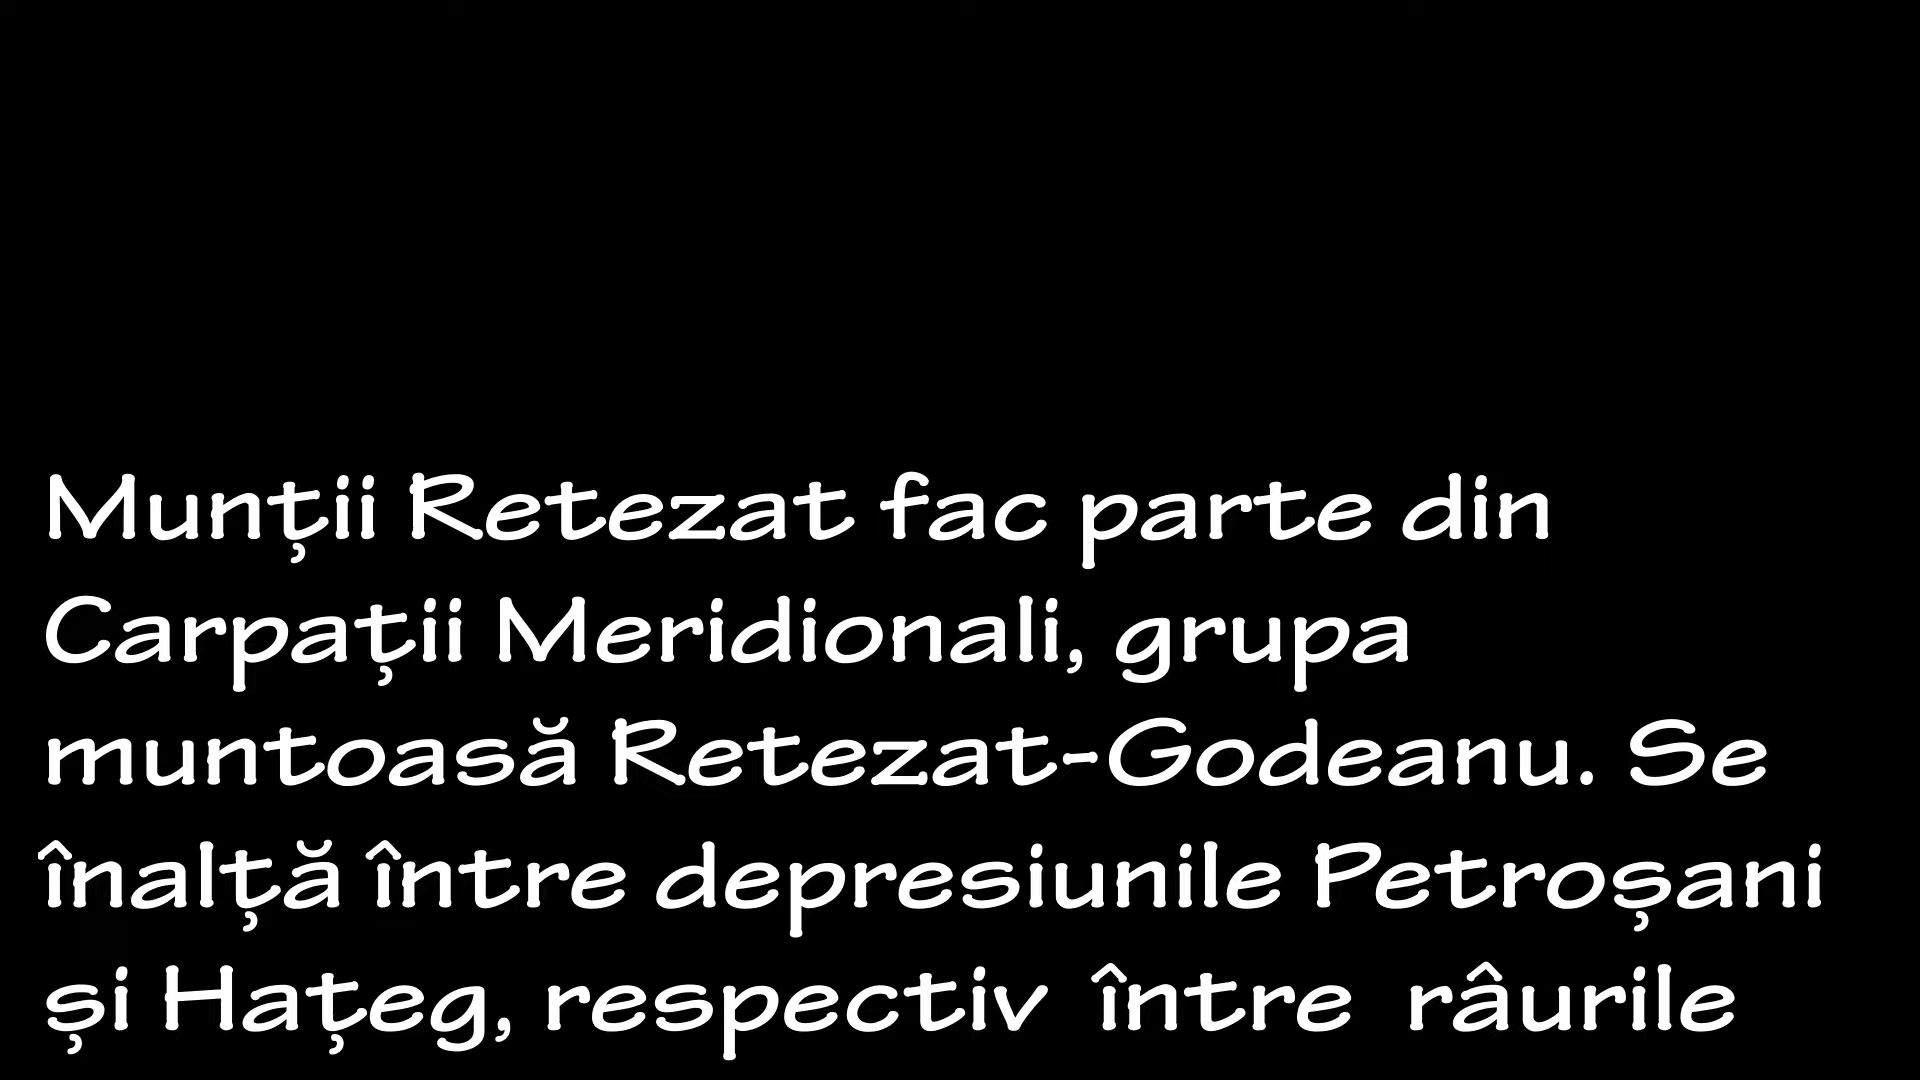 Munții Retezat fac parte din
Carpații Meridionali, grupa
muntoasă Retezat-Godeanu. Se
înalță între depresiunile Petroșani
și Hațeg, respectiv între râurile